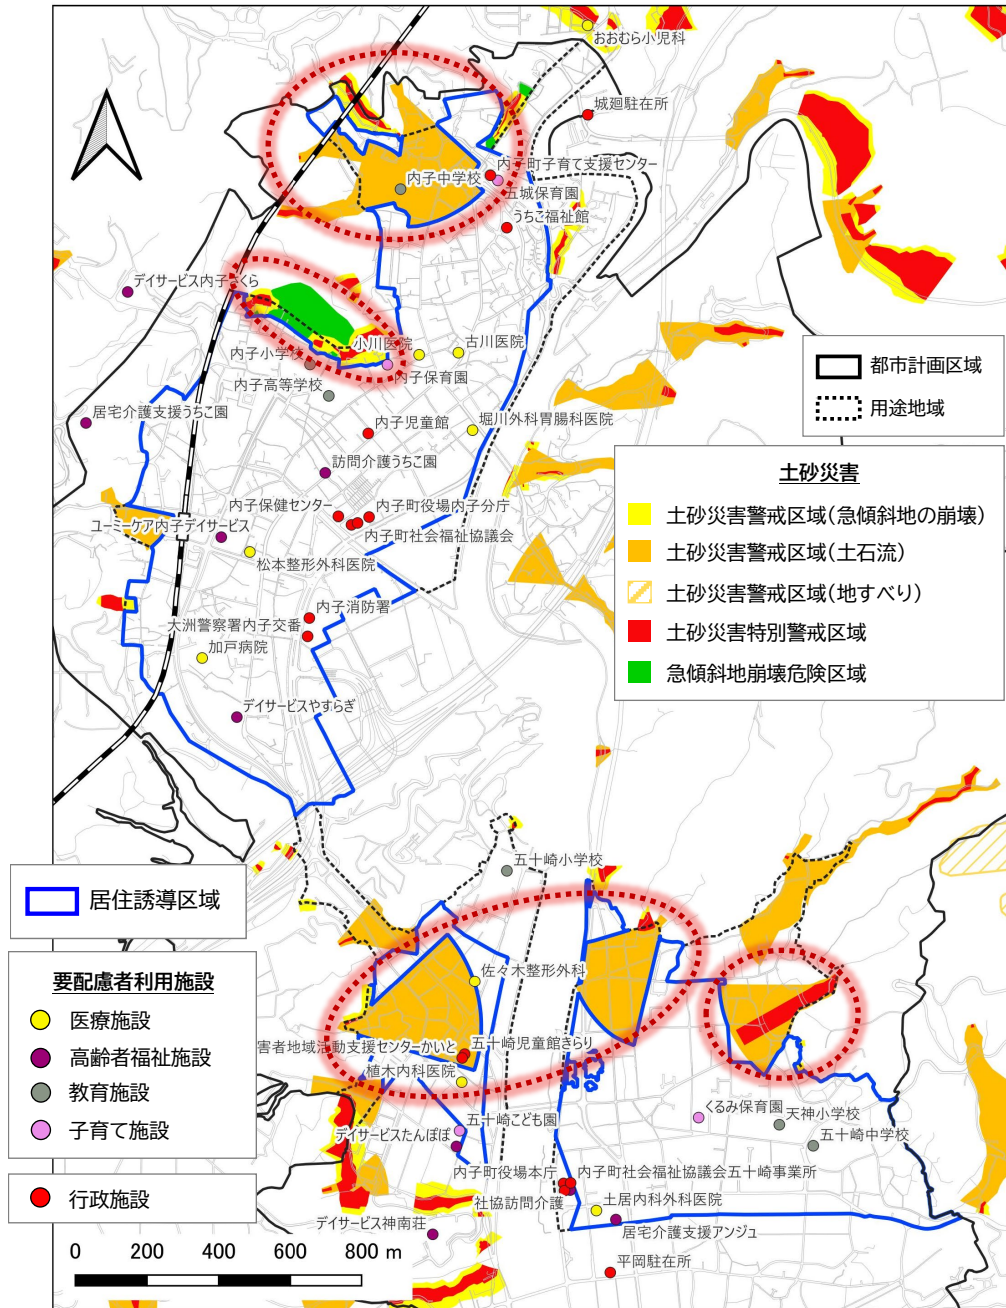 おおむら小児科
城廻駐在所
内子町子育て支援センター
内子中学校
五城保育園
うちこ福祉館
デイサービス内子さくら
小川医院
古川医院
内子小学校
内子保育園
内子高等学校
居宅介護支援うちこ園
内子児童館
堀川外科胃腸科医院
訪問介護うちこ園
内子保健センター
内子町役場内子分庁
ユーミーケア内子デイサービス
内子町社会福祉協議会
松本整形外科医院
内子消防署
大洲警察署内子交番
加戸病院
デイサービスやすらぎ
都市計画区域
用途地域
土砂災害
土砂災害警戒区域(急傾斜地の崩壊)
土砂災害警戒区域(土石流)
土砂災害警戒区域(地すべり)
土砂災害特別警戒区域
急傾斜地崩壊危険区域
五十崎小学校
居住誘導区域
佐々木整形外科
害者地域活動支援センターかいと
五十崎児童館きらり
植木内科医院
くるみ保育園
天神小学校
五十崎こども園
デイサービスたんぽぽ
五十崎中学校
内子町役場本庁
内子町社会福祉協議会五十崎事業所
社協訪問介護
土居内科外科医院
デイサービス神南荘
居宅介護支援アンジュ
平岡駐在所
要配慮者利用施設
医療施設
高齢者福祉施設
教育施設
子育て施設
行政施設
0 200 400 600 800 m